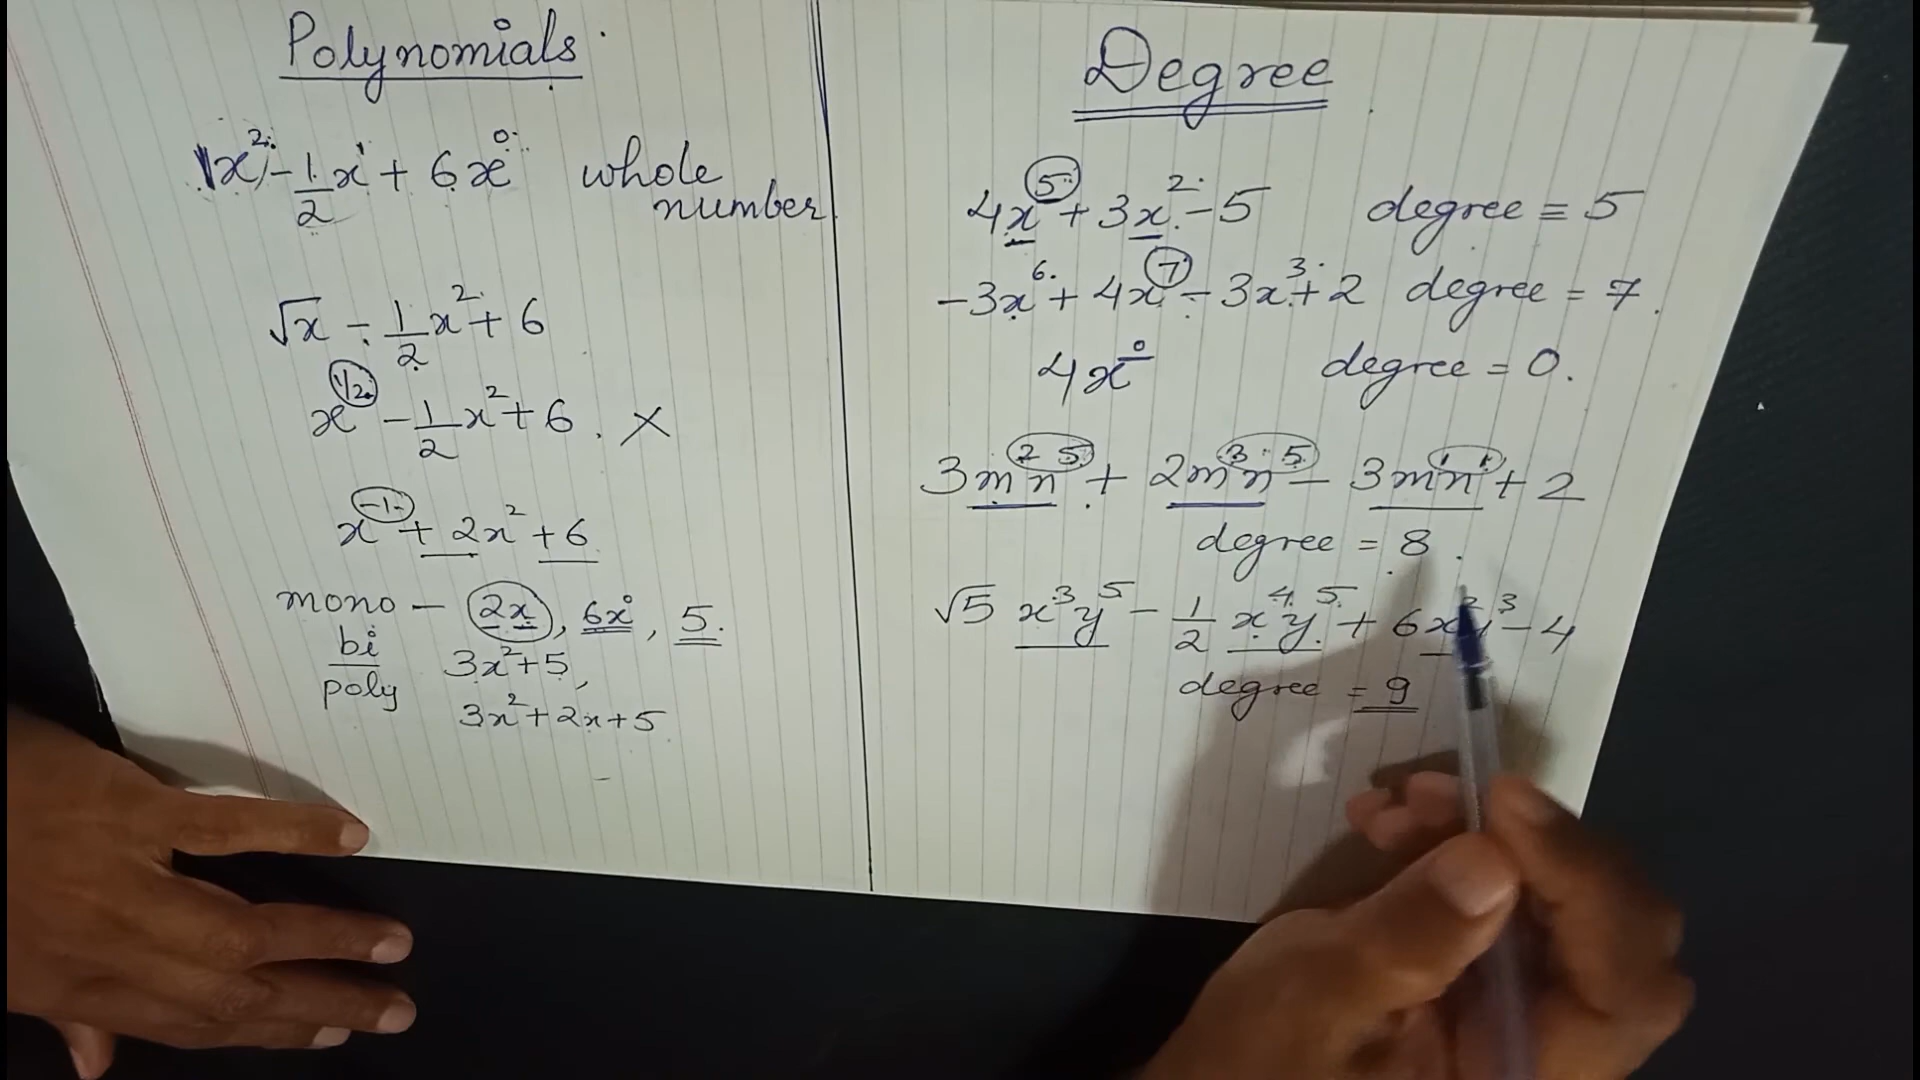 Polynomials
1x² - 1/2 x¹ + 6x⁰ whole number
√x - 1/2 x² + 6
x^1/2 - 1/2 x² + 6 . ×
x⁻¹ + 2x² + 6
mono - 2x, 6x⁰, 5.
bi 3x² + 5,
poly 3x² + 2x + 5
Degree
4x⁵ + 3x² - 5 degree = 5
-3x⁶ + 4x⁷ - 3x³ + 2 degree = 7.
4x⁰ degree = 0.
3m²n⁵ + 2m³n⁵ - 3m¹n¹ + 2
degree = 8.
√5 x³y⁵ - 1/2 x⁴y⁵ + 6x²y³ - 4
degree = 9